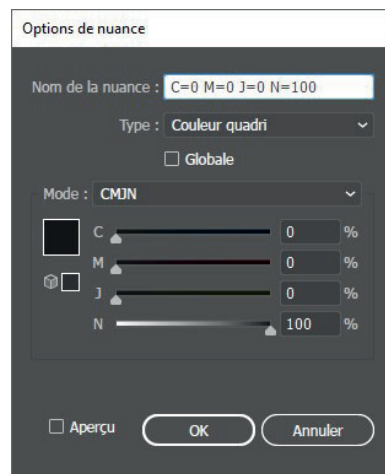 Options de nuance
Nom de la nuance : C=0 M=0 J=0 N=100
Type : Couleur quadri
Globale
Mode : CMJN
C 0 %
M 0 %
J 0 %
N 100 %
Aperçu OK Annuler